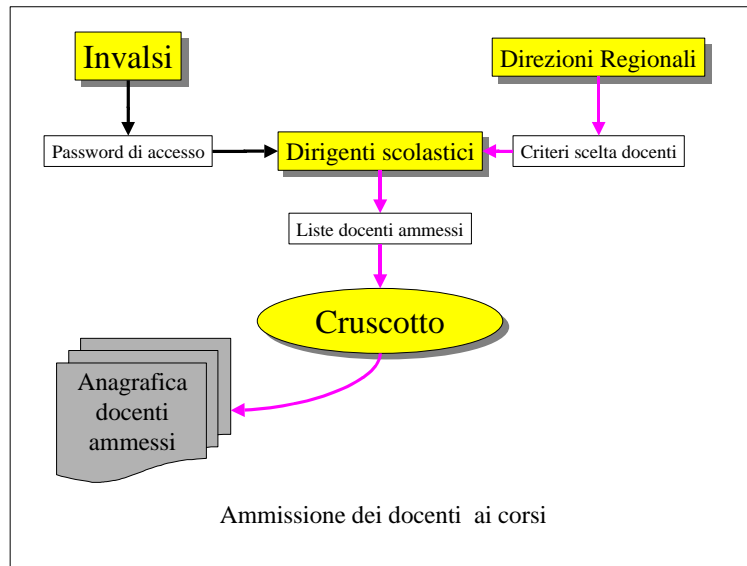 Invalsi
Direzioni Regionali
Password di accesso
Dirigenti scolastici
Criteri scelta docenti
Liste docenti ammessi
Cruscotto
Anagrafica
docenti
ammessi
Ammissione dei docenti ai corsi